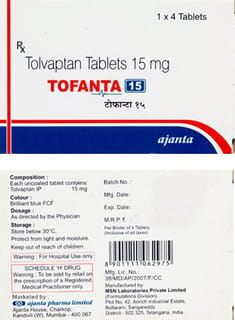 1 x 4 Tablets
Rx
Tolvaptan Tablets 15 mg
TOFANTA 15
टोफान्टा १५
ajanta
Composition :
Each uncoated tablet contains:
Tolvaptan IP 15 mg
Colour :
Brilliant blue FCF
Dosage :
As directed by the Physician
Storage :
Store below 30°C.
Protect from light and moisture.
Keep out of reach of children.
Warning : For Hospital Use only.
SCHEDULE 'H' DRUG
Warning : To be sold by retail on
the prescription of a Registered
Medical Practitioner only.
Marketed by :
ajanta pharma limited
Ajanta House, Charkop,
Kandivli (W), Mumbai - 400 067.
Batch No :
Mfg. Date :
Exp. Date :
M.R.P. ₹ :
Per Blister of 4 Tablets
(Inclusive of all taxes)
8 901111 062975
Mfg. Lic. No.:
38/MD/AP/2007/F/CC
Manufactured by:
MSN Laboratories Private Limited
(Formulations Division),
Plot No. 42, Anrich Industrial Estate,
Bollaram, Sangareddy
District - 502 325, Telangana, India